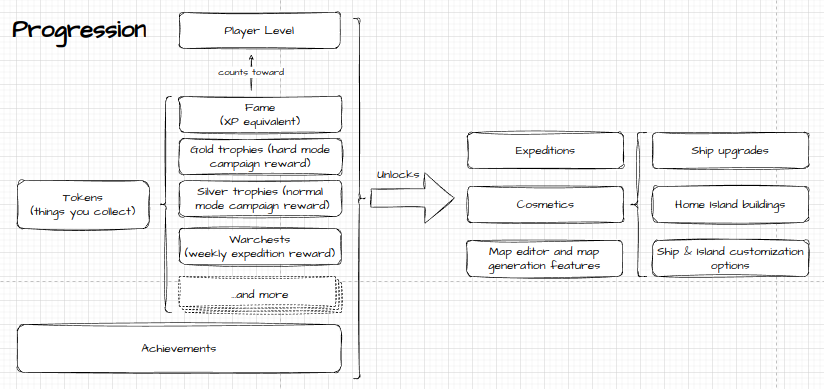 Progression
Player Level
counts toward
Fame
(XP equivalent)
Gold trophies (hard mode
campaign reward)
Silver trophies (normal
mode campaign reward)
Warchests
(weekly expedition reward)
...and more
Tokens
(things you collect)
Achievements
Unlocks
Expeditions
Cosmetics
Map editor and map
generation features
Ship upgrades
Home Island buildings
Ship & Island customization
options